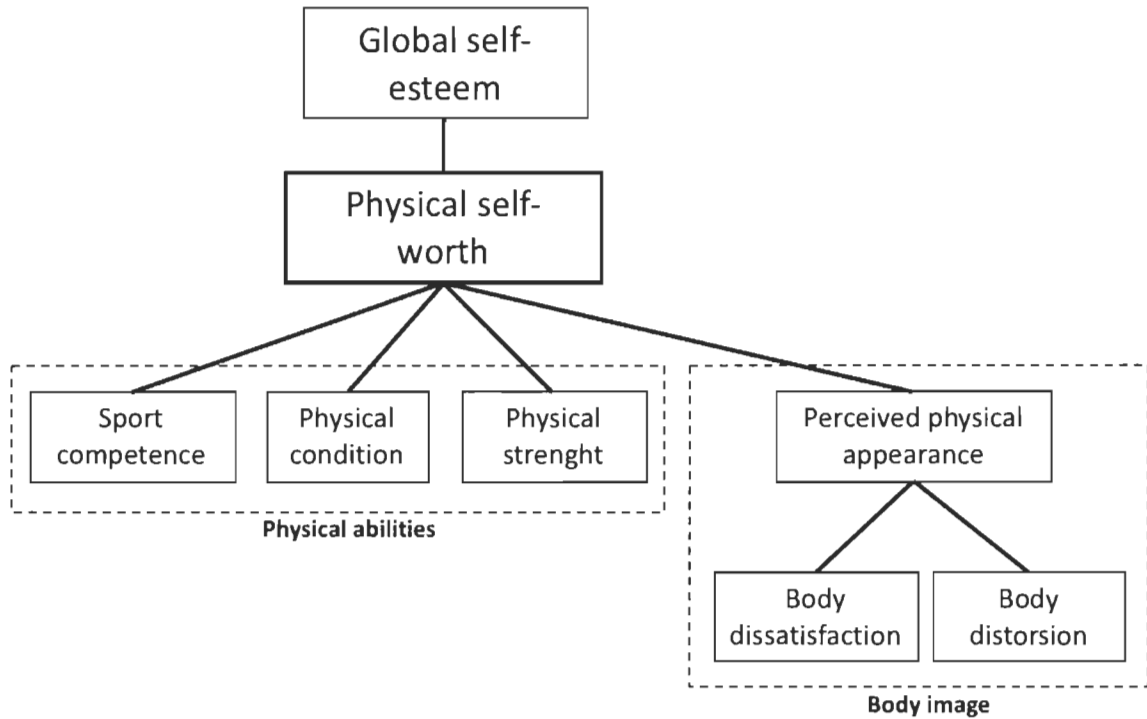 Global self-
esteem
Physical self-
worth
Sport
competence
Physical
condition
Physical
strenght
Perceived physical
appearance
Physical abilities
Body
dissatisfaction
Body
distorsion
Body image